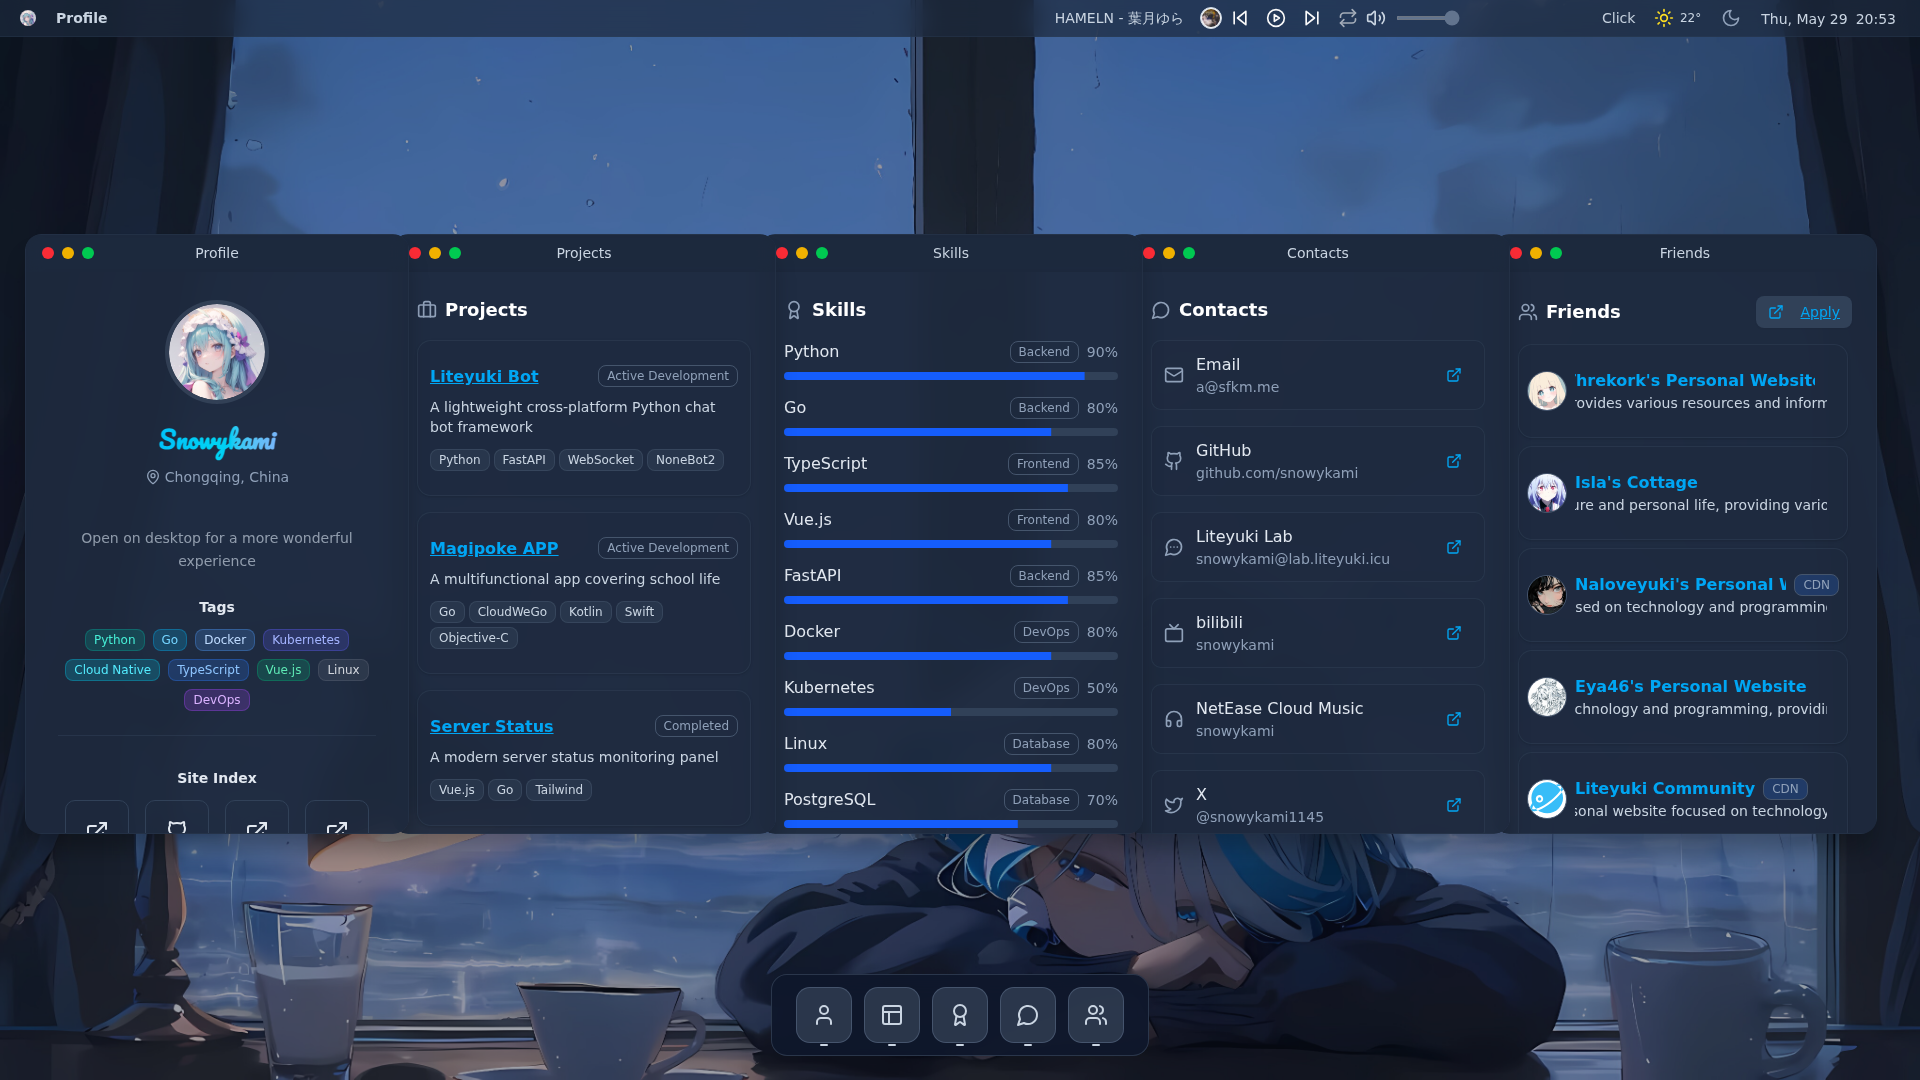 Profile
HAMELN - 葉月ゆら
Click
22°
Thu, May 29 20:53
Profile
Snowykami
Chongqing, China
Open on desktop for a more wonderful
experience
Tags
Python Go Docker Kubernetes
Cloud Native TypeScript Vue.js Linux
DevOps
Site Index
Projects
Projects
Liteyuki Bot Active Development
A lightweight cross-platform Python chat
bot framework
Python FastAPI WebSocket NoneBot2
Magipoke APP Active Development
A multifunctional app covering school life
Go CloudWeGo Kotlin Swift
Objective-C
Server Status Completed
A modern server status monitoring panel
Vue.js Go Tailwind
Skills
Skills
Python Backend 90%
Go Backend 80%
TypeScript Frontend 85%
Vue.js Frontend 80%
FastAPI Backend 85%
Docker DevOps 80%
Kubernetes DevOps 50%
Linux Database 80%
PostgreSQL Database 70%
Contacts
Contacts
Email
a@sfkm.me
GitHub
github.com/snowykami
Liteyuki Lab
snowykami@lab.liteyuki.icu
bilibili
snowykami
NetEase Cloud Music
snowykami
X
@snowykami1145
Friends
Friends
Apply
hrekork's Personal Website
rovides various resources and inform
Isla's Cottage
ure and personal life, providing vario
Naloveyuki's Personal CDN
sed on technology and programming
Eya46's Personal Website
chnology and programming, providi
Liteyuki Community CDN
sonal website focused on technology